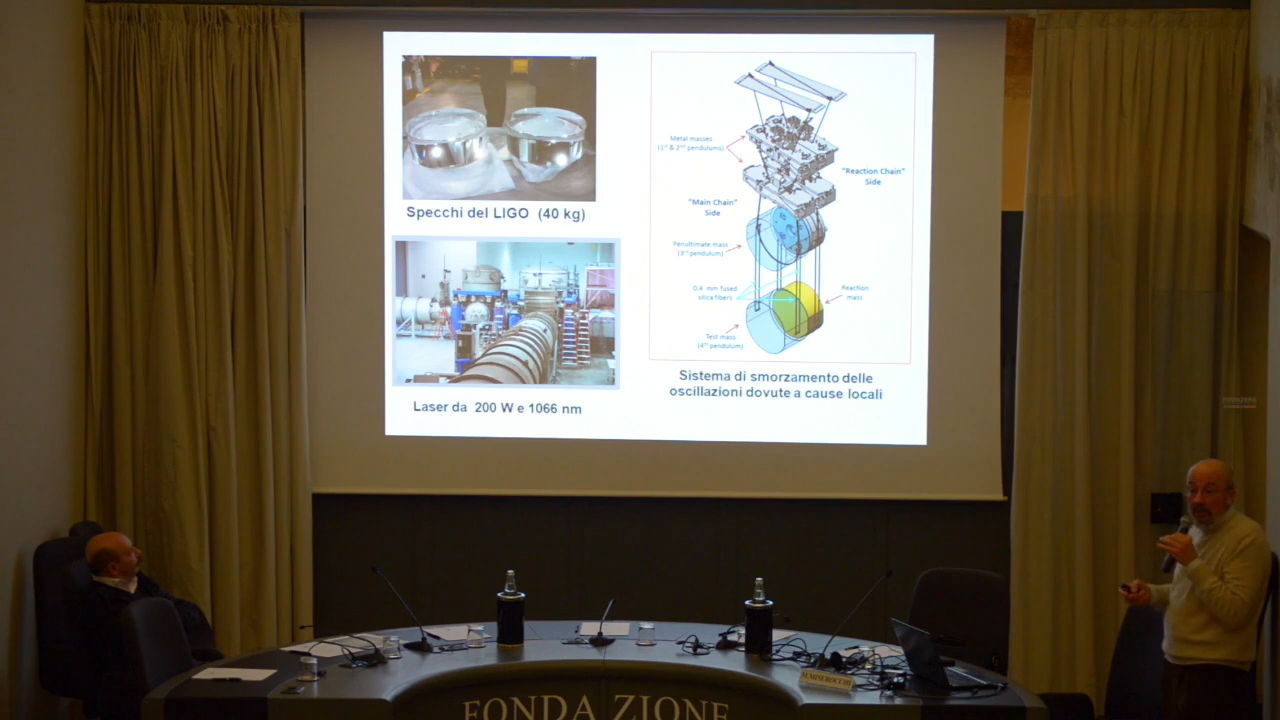 Specchi del LIGO (40 kg)
Laser da 200 W e 1066 nm
Metal masses
(1st & 2nd pendulums)
"Reaction Chain"
Side
"Main Chain"
Side
Penultimate mass
(3rd pendulum)
0.4 mm fused
silica fibers
Reaction
mass
Test mass
(4th pendulum)
Sistema di smorzamento delle
oscillazioni dovute a cause locali
M.MISEROCCHI
FONDAZIONE